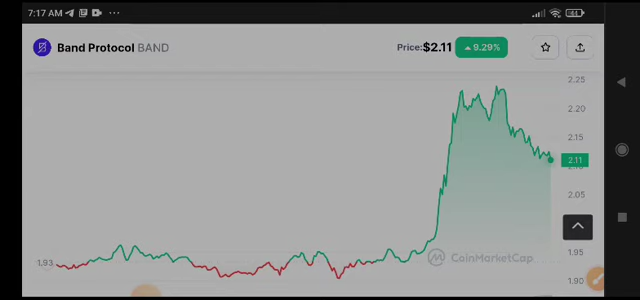 7:17 AM
Band Protocol BAND
Price:$2.11
9.29%
2.25
2.20
2.15
2.11
2.05
1.95
1.90
1.93
CoinMarketCap